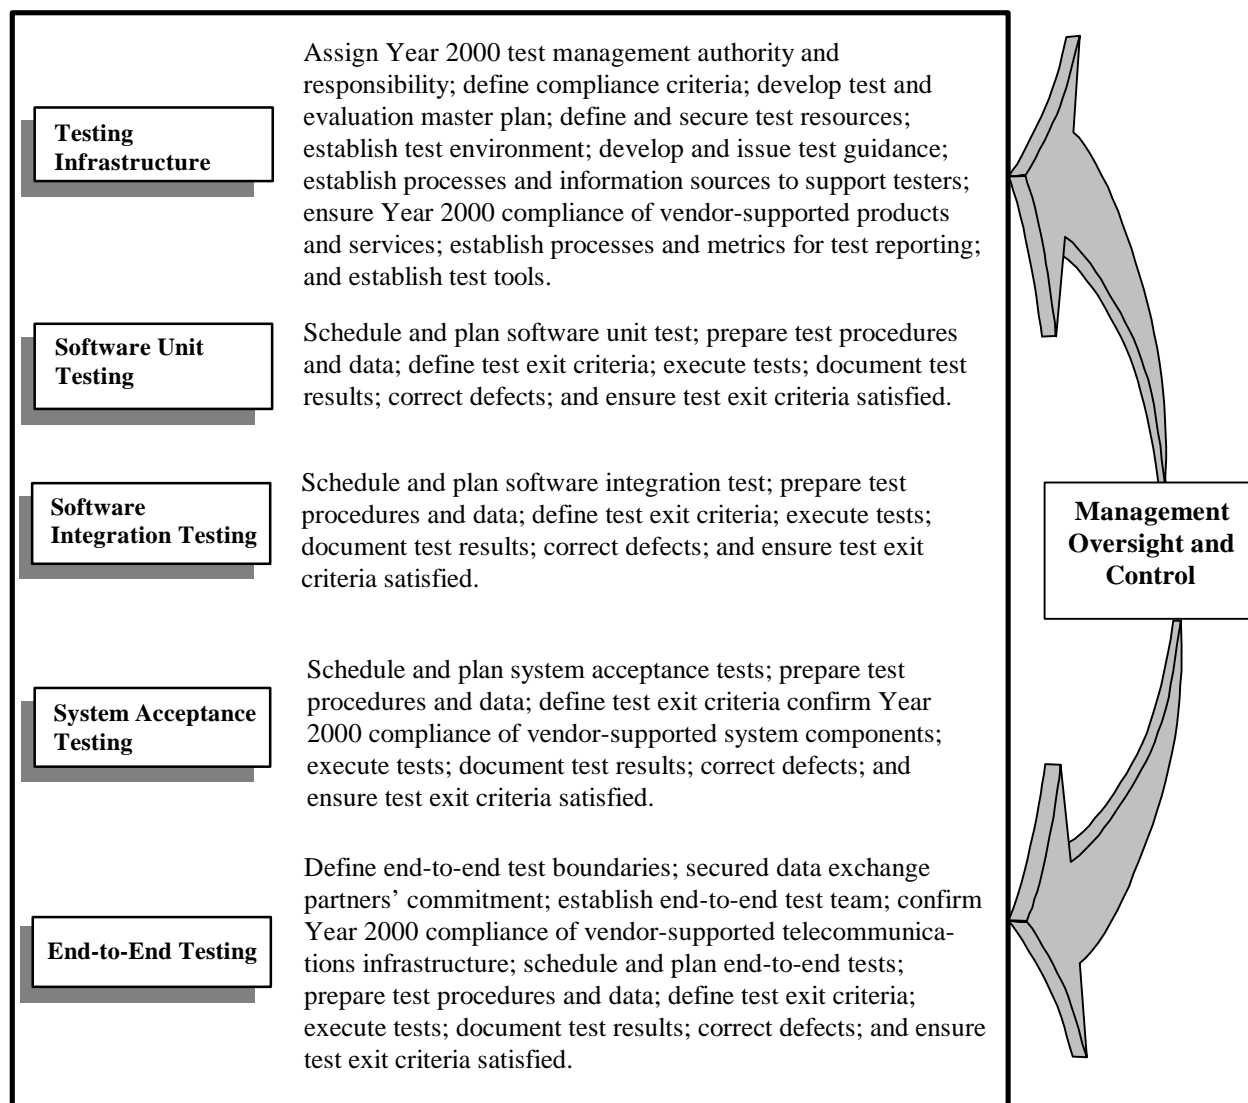 Testing
Infrastructure
Assign Year 2000 test management authority and
responsibility; define compliance criteria; develop test and
evaluation master plan; define and secure test resources;
establish test environment; develop and issue test guidance;
establish processes and information sources to support testers;
ensure Year 2000 compliance of vendor-supported products
and services; establish processes and metrics for test reporting;
and establish test tools.
Software Unit
Testing
Schedule and plan software unit test; prepare test procedures
and data; define test exit criteria; execute tests; document test
results; correct defects; and ensure test exit criteria satisfied.
Software
Integration Testing
Schedule and plan software integration test; prepare test
procedures and data; define test exit criteria; execute tests;
document test results; correct defects; and ensure test exit
criteria satisfied.
System Acceptance
Testing
Schedule and plan system acceptance tests; prepare test
procedures and data; define test exit criteria confirm Year
2000 compliance of vendor-supported system components;
execute tests; document test results; correct defects; and
ensure test exit criteria satisfied.
End-to-End Testing
Define end-to-end test boundaries; secured data exchange
partners’ commitment; establish end-to-end test team; confirm
Year 2000 compliance of vendor-supported telecommunica-
tions infrastructure; schedule and plan end-to-end tests;
prepare test procedures and data; define test exit criteria;
execute tests; document test results; correct defects; and ensure
test exit criteria satisfied.
Management
Oversight and
Control